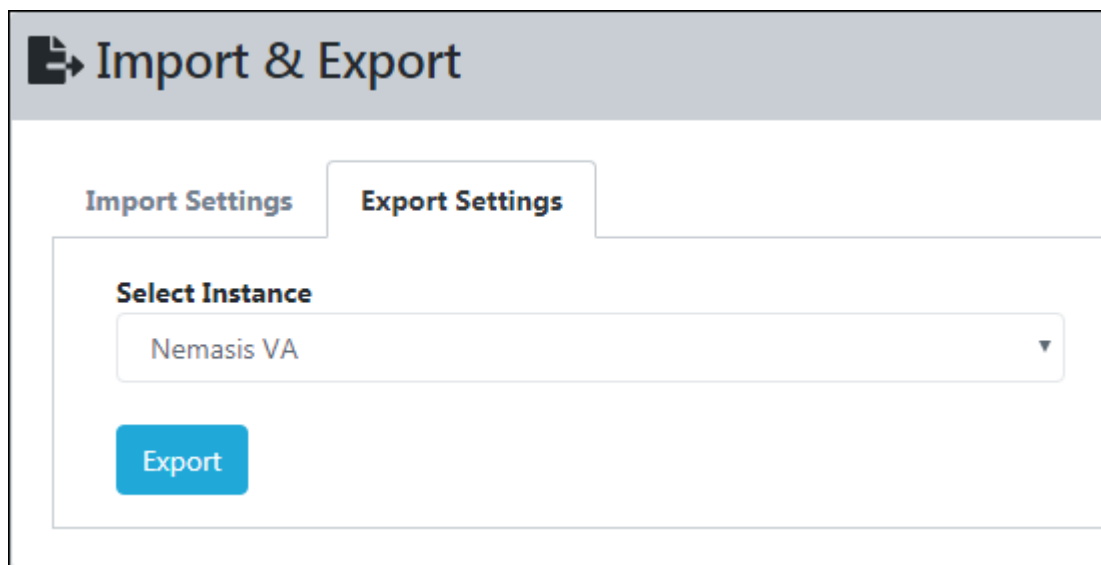 Import & Export
Import Settings
Export Settings
Select Instance
Nemasis VA
Export